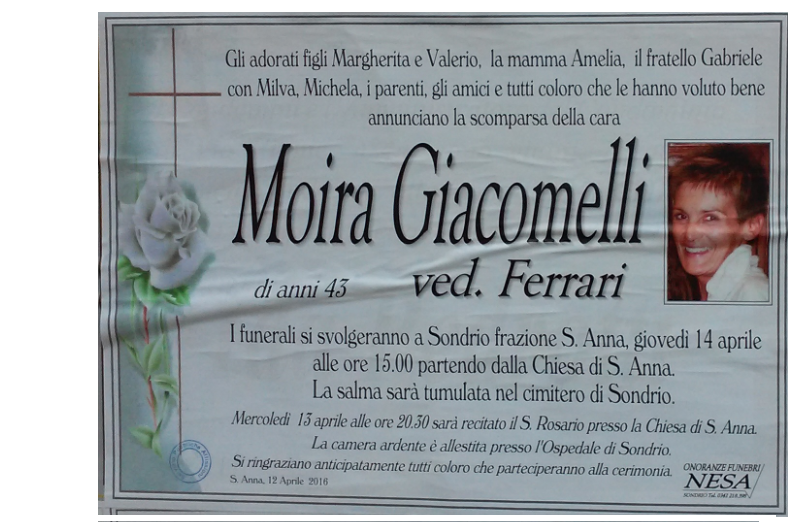 Gli adorati figli Margherita e Valerio, la mamma Amelia, il fratello Gabriele
con Milva, Michela, i parenti, gli amici e tutti coloro che le hanno voluto bene
annunciano la scomparsa della cara
Moira Giacomelli
di anni 43 ved. Ferrari
I funerali si svolgeranno a Sondrio frazione S. Anna, giovedì 14 aprile
alle ore 15.00 partendo dalla Chiesa di S. Anna.
La salma sarà tumulata nel cimitero di Sondrio.
Mercoledì 13 aprile alle ore 20.30 sarà recitato il S. Rosario presso la Chiesa di S. Anna.
La camera ardente è allestita presso l'Ospedale di Sondrio.
Si ringraziano anticipatamente tutti coloro che parteciperanno alla cerimonia.
S. Anna, 12 Aprile 2016
ONORANZE FUNEBRI
NESA
SONDRIO Tel.